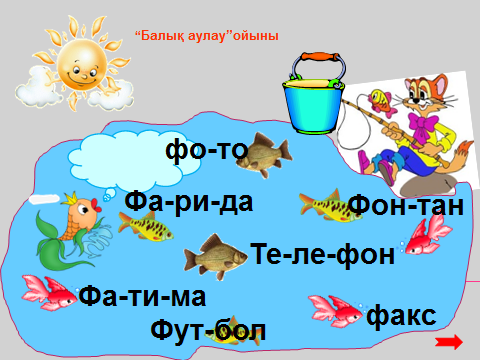 “Балық аулау”ойыны
фо-то
Фа-ри-да
Фон-тан
Те-ле-фон
Фа-ти-ма
факс
Фут-бол